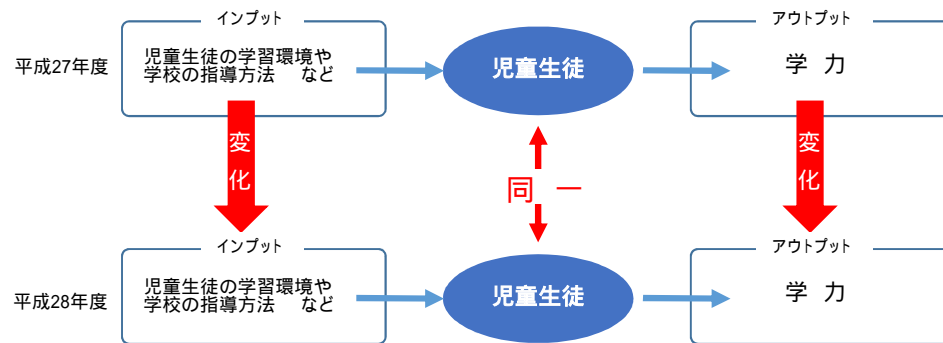 インプット
アウトプット
平成27年度
児童生徒の学習環境や
学校の指導方法　など
児童生徒
学 力
変化
同 一
変化
インプット
アウトプット
平成28年度
児童生徒の学習環境や
学校の指導方法　など
児童生徒
学 力